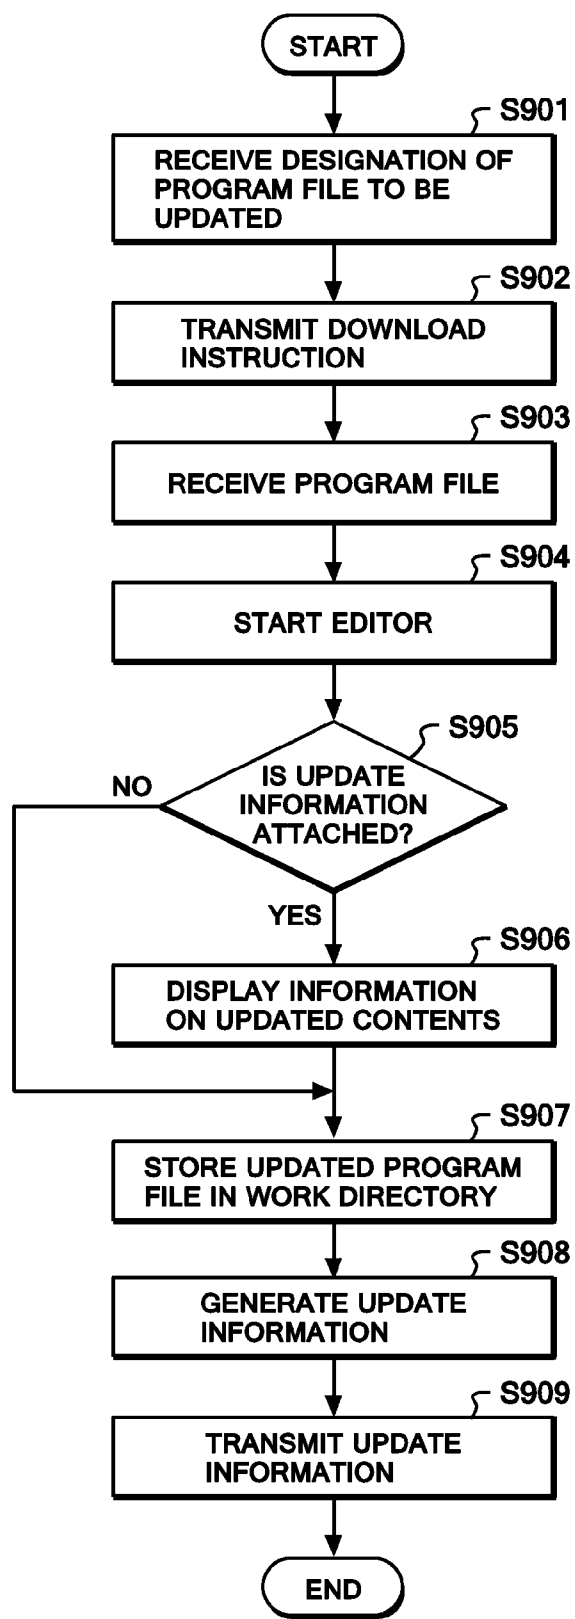 START
S901
RECEIVE DESIGNATION OF
PROGRAM FILE TO BE
UPDATED
S902
TRANSMIT DOWNLOAD
INSTRUCTION
S903
RECEIVE PROGRAM FILE
S904
START EDITOR
S905
IS UPDATE
INFORMATION
ATTACHED?
NO
YES
S906
DISPLAY INFORMATION
ON UPDATED CONTENTS
S907
STORE UPDATED PROGRAM
FILE IN WORK DIRECTORY
S908
GENERATE UPDATE
INFORMATION
S909
TRANSMIT UPDATE
INFORMATION
END